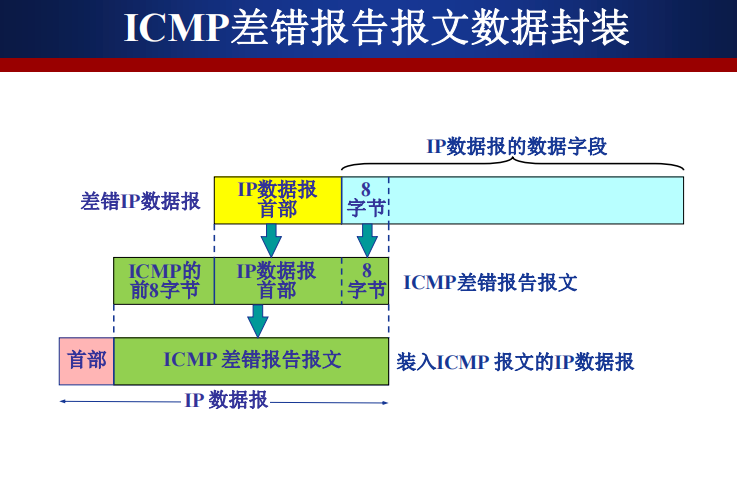 ICMP差错报告报文数据封装
IP数据报的数据字段
差错IP数据报
IP数据报
首部
8
字节
ICMP的
前8字节
IP数据报
首部
8
字节
ICMP差错报告报文
首部
ICMP 差错报告报文
装入ICMP 报文的IP数据报
IP 数据报